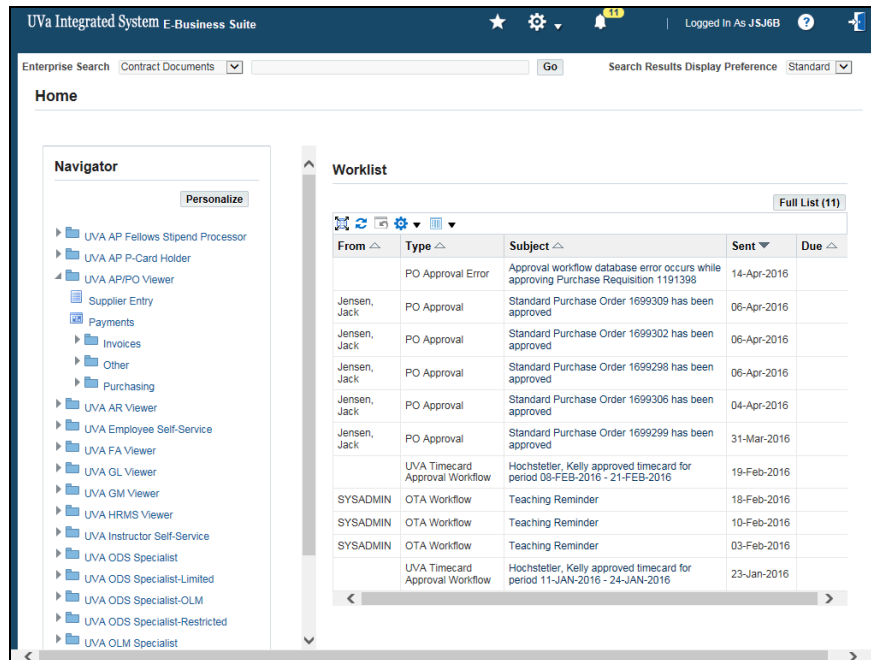 UVa Integrated System E-Business Suite
11
| Logged In As JSJ6B ?
Enterprise Search Contract Documents Go Search Results Display Preference Standard
Home
Navigator
Personalize
UVA AP Fellows Stipend Processor
UVA AP P-Card Holder
UVA AP/PO Viewer
Supplier Entry
Payments
Invoices
Other
Purchasing
UVA AR Viewer
UVA Employee Self-Service
UVA FA Viewer
UVA GL Viewer
UVA GM Viewer
UVA HRMS Viewer
UVA Instructor Self-Service
UVA ODS Specialist
UVA ODS Specialist-Limited
UVA ODS Specialist-OLM
UVA ODS Specialist-Restricted
UVA OLM Specialist
Worklist
Full List (11)
From Type Subject Sent Due
PO Approval Error Approval workflow database error occurs while 14-Apr-2016
approving Purchase Requisition 1191398
Jensen, PO Approval Standard Purchase Order 1699309 has been 06-Apr-2016
Jack approved
Jensen, PO Approval Standard Purchase Order 1699302 has been 06-Apr-2016
Jack approved
Jensen, PO Approval Standard Purchase Order 1699298 has been 06-Apr-2016
Jack approved
Jensen, PO Approval Standard Purchase Order 1699306 has been 04-Apr-2016
Jack approved
Jensen, PO Approval Standard Purchase Order 1699299 has been 31-Mar-2016
Jack approved
UVA Timecard Hochstetler, Kelly approved timecard for 19-Feb-2016
Approval Workflow period 08-FEB-2016 - 21-FEB-2016
SYSADMIN OTA Workflow Teaching Reminder 18-Feb-2016
SYSADMIN OTA Workflow Teaching Reminder 10-Feb-2016
SYSADMIN OTA Workflow Teaching Reminder 03-Feb-2016
UVA Timecard Hochstetler, Kelly approved timecard for 23-Jan-2016
Approval Workflow period 11-JAN-2016 - 24-JAN-2016